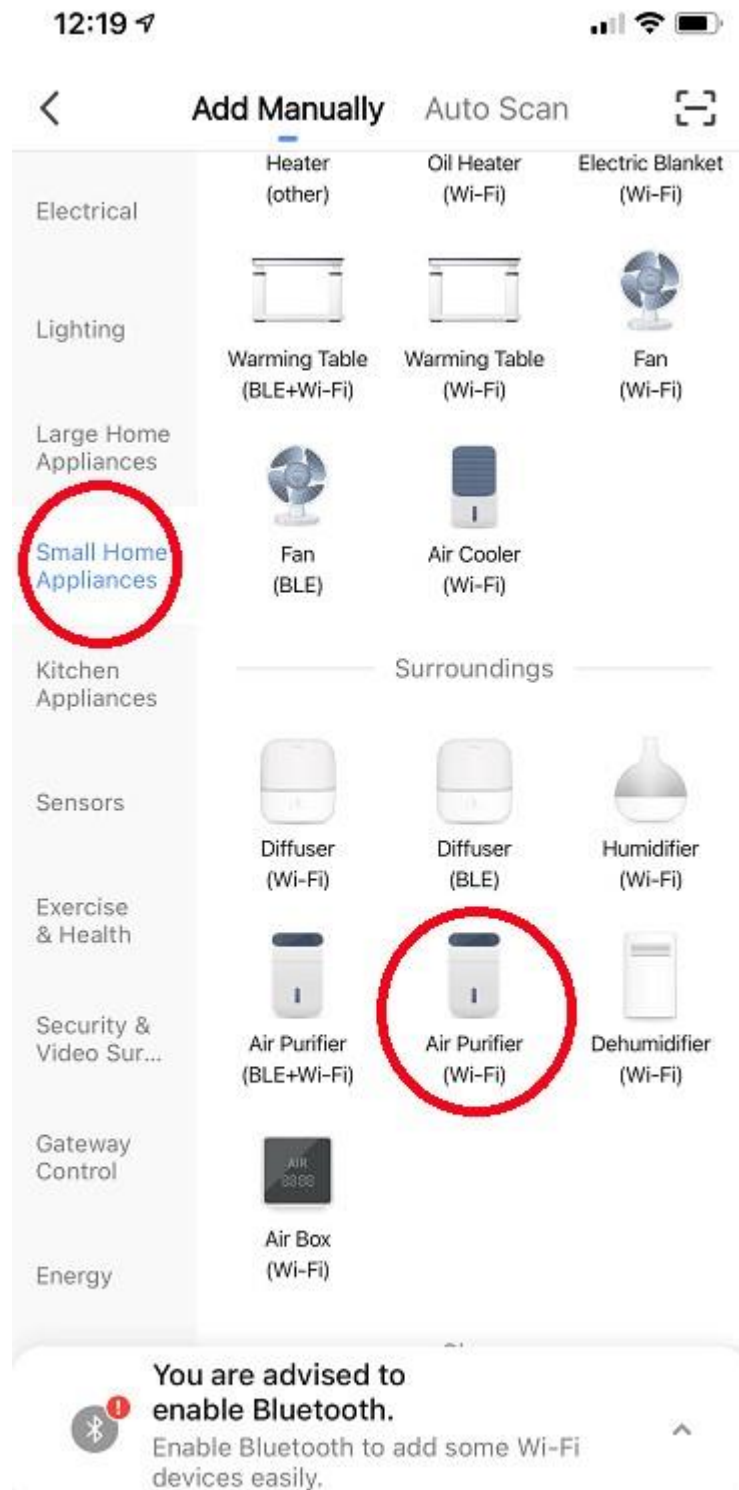 12:19
Add Manually Auto Scan
Electrical
Lighting
Large Home
Appliances
Small Home
Appliances
Kitchen
Appliances
Sensors
Exercise
& Health
Security &
Video Sur...
Gateway
Control
Energy
Heater Oil Heater Electric Blanket
(other) (Wi-Fi) (Wi-Fi)
Warming Table Warming Table Fan
(BLE+Wi-Fi) (Wi-Fi) (Wi-Fi)
Fan Air Cooler
(BLE) (Wi-Fi)
Surroundings
Diffuser Diffuser Humidifier
(Wi-Fi) (BLE) (Wi-Fi)
Air Purifier Air Purifier Dehumidifier
(BLE+Wi-Fi) (Wi-Fi) (Wi-Fi)
AIR
8888
Air Box
(Wi-Fi)
You are advised to
enable Bluetooth.
Enable Bluetooth to add some Wi-Fi
devices easily.